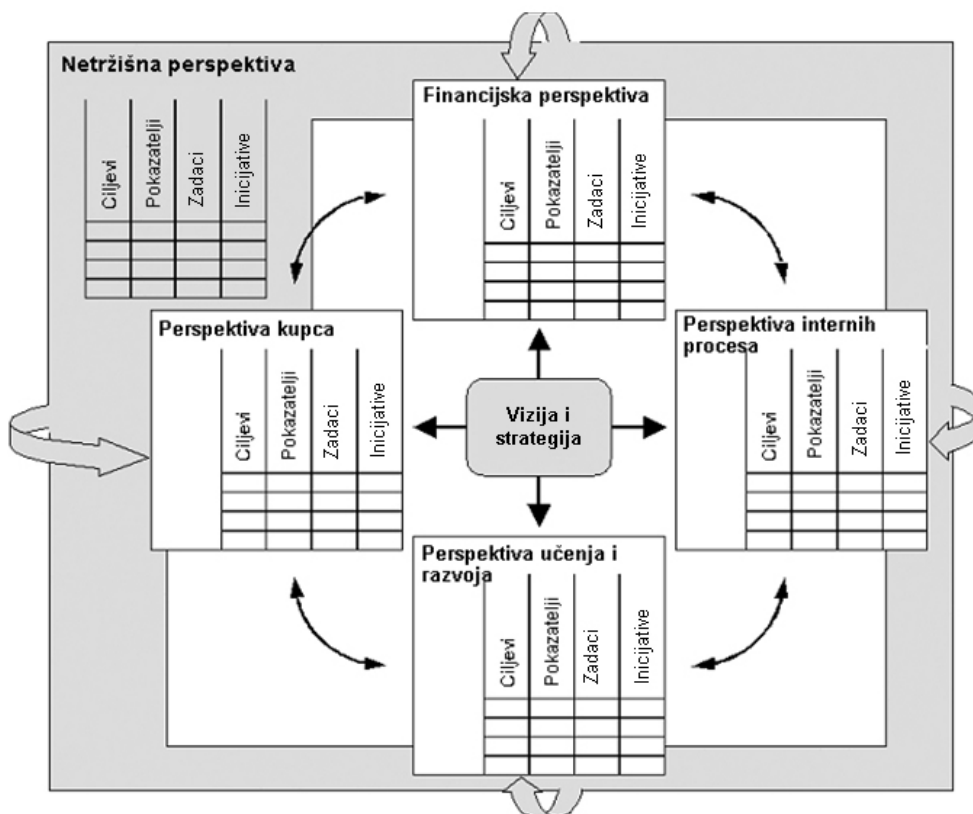 Netržišna perspektiva
Ciljevi
Pokazatelji
Zadaci
Inicijative
Financijska perspektiva
Ciljevi
Pokazatelji
Zadaci
Inicijative
Perspektiva kupca
Ciljevi
Pokazatelji
Zadaci
Inicijative
Vizija i
strategija
Perspektiva internih
procesa
Ciljevi
Pokazatelji
Zadaci
Inicijative
Perspektiva učenja i
razvoja
Ciljevi
Pokazatelji
Zadaci
Inicijative